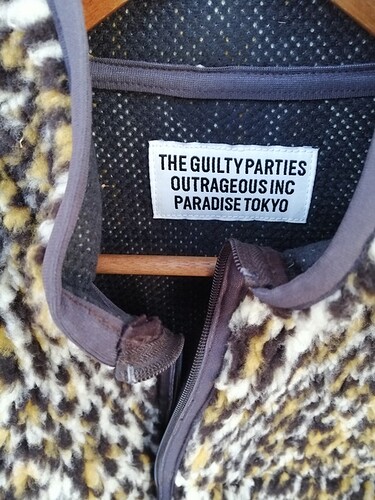 THE GUILTY PARTIES
OUTRAGEOUS INC
PARADISE TOKYO